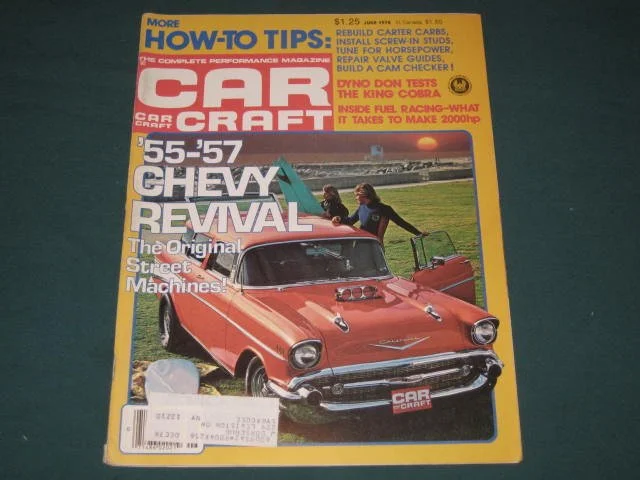 MORE
HOW-TO TIPS:
$1.25 JUNE 1978 In Canada $1.50
REBUILD CARTER CARBS,
INSTALL SCREW-IN STUDS,
TUNE FOR HORSEPOWER,
REPAIR VALVE GUIDES,
BUILD A CAM CHECKER!
THE COMPLETE PERFORMANCE MAGAZINE
CAR
CAR CRAFT
CRAFT
DYNO DON TESTS
THE KING COBRA
INSIDE FUEL RACING-WHAT
IT TAKES TO MAKE 2000hp
'55-'57
CHEVY
REVIVAL
The Original
Street
Machines!
Chevrolet
CAR
CRAFT